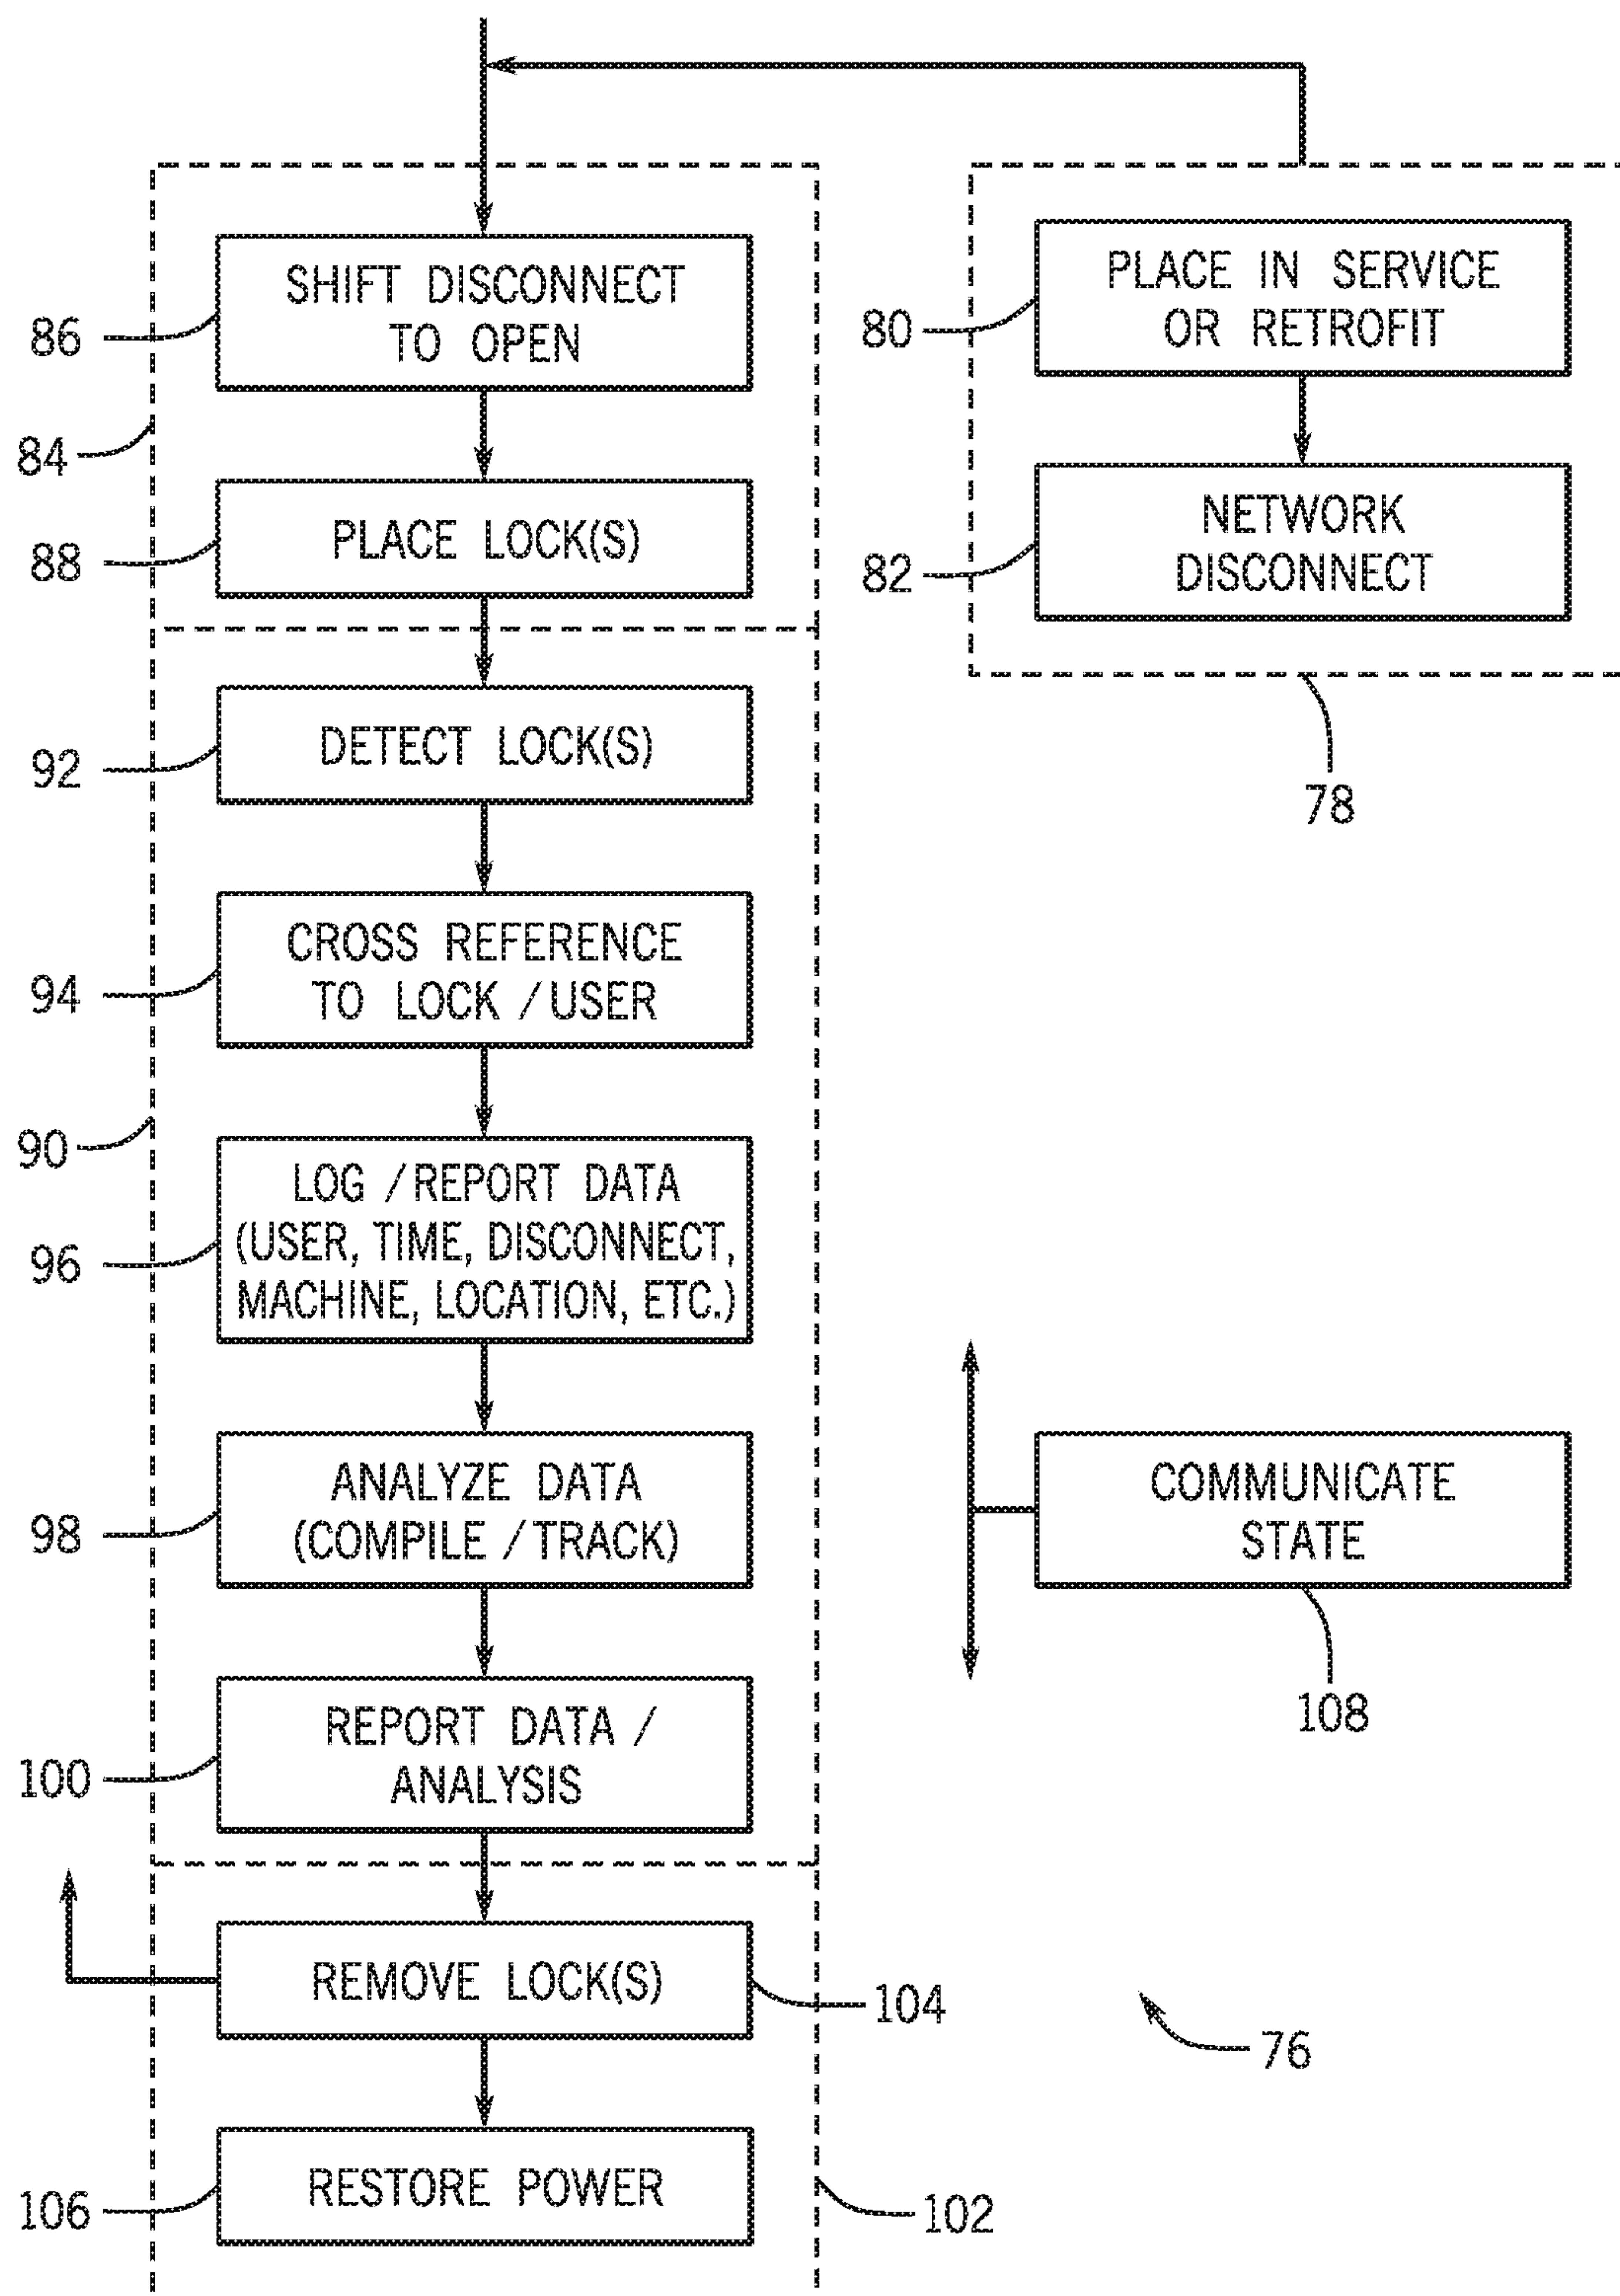 SHIFT DISCONNECT
TO OPEN
86
84
PLACE LOCK(S)
88
DETECT LOCK(S)
92
CROSS REFERENCE
TO LOCK / USER
94
90
LOG / REPORT DATA
(USER, TIME, DISCONNECT,
MACHINE, LOCATION, ETC.)
96
ANALYZE DATA
(COMPILE / TRACK)
98
REPORT DATA /
ANALYSIS
100
REMOVE LOCK(S)
104
RESTORE POWER
106
102
PLACE IN SERVICE
OR RETROFIT
80
NETWORK
DISCONNECT
82
78
COMMUNICATE
STATE
108
76